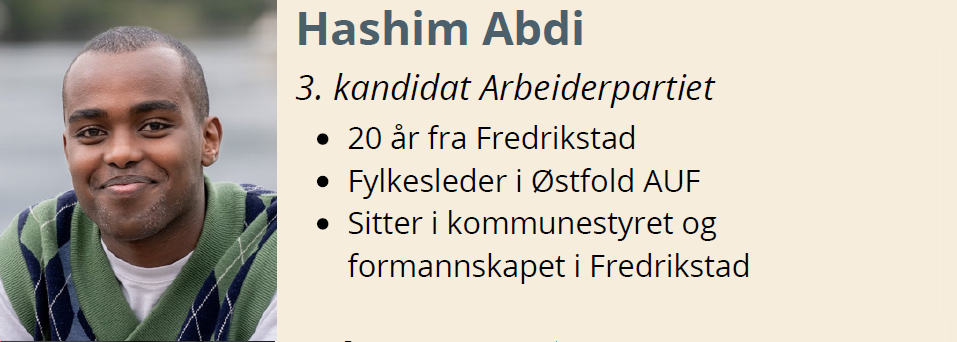 Hashim Abdi
3. kandidat Arbeiderpartiet
• 20 år fra Fredrikstad
• Fylkesleder i Østfold AUF
• Sitter i kommunestyret og
formannskapet i Fredrikstad